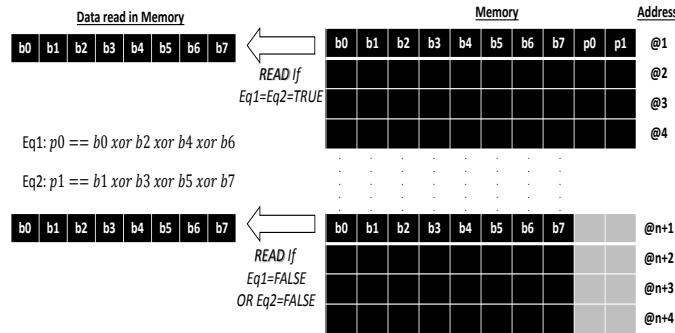 Data read in Memory
Memory
Address
b0 b1 b2 b3 b4 b5 b6 b7
b0 b1 b2 b3 b4 b5 b6 b7 p0 p1 @1
READ If
Eq1=Eq2=TRUE
@2
@3
@4
Eq1: p0 == b0 xor b2 xor b4 xor b6
Eq2: p1 == b1 xor b3 xor b5 xor b7
b0 b1 b2 b3 b4 b5 b6 b7
b0 b1 b2 b3 b4 b5 b6 b7 @n+1
READ If
Eq1=FALSE
OR Eq2=FALSE
@n+2
@n+3
@n+4